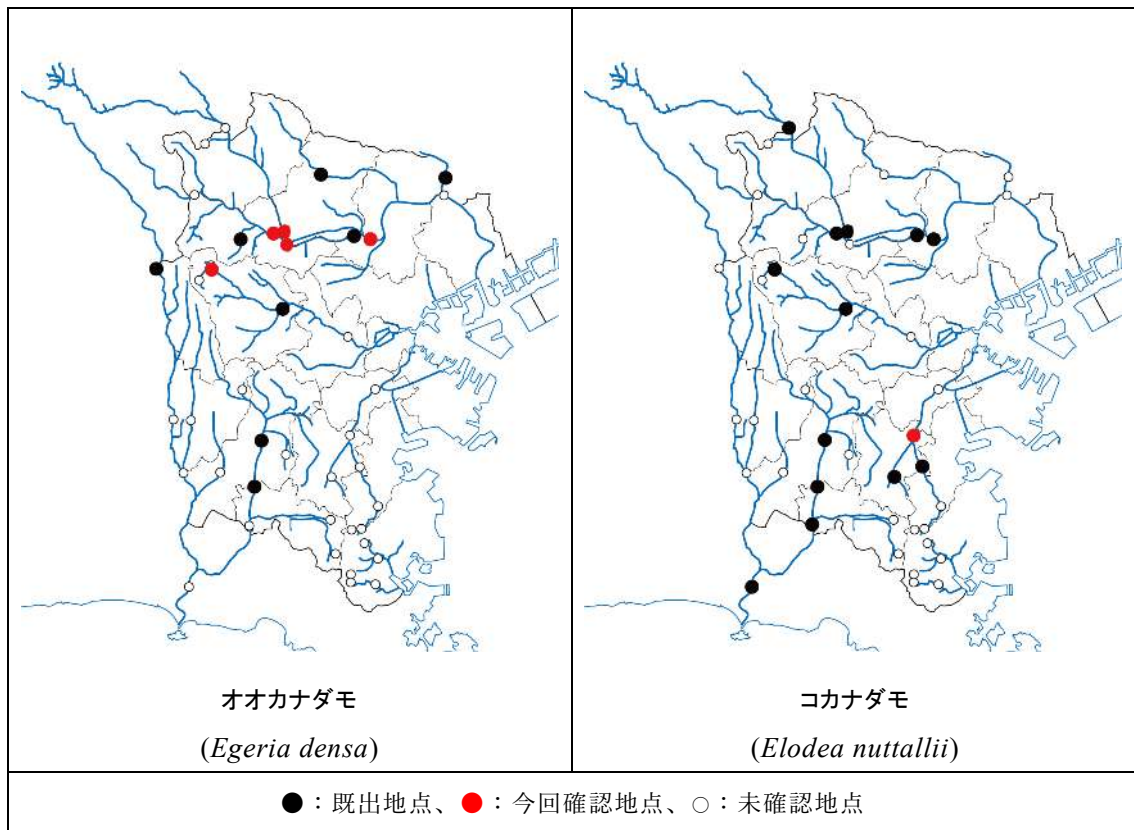 オオカナダモ
(Egeria densa)
コカナダモ
(Elodea nuttallii)
●：既出地点、●：今回確認地点、○：未確認地点